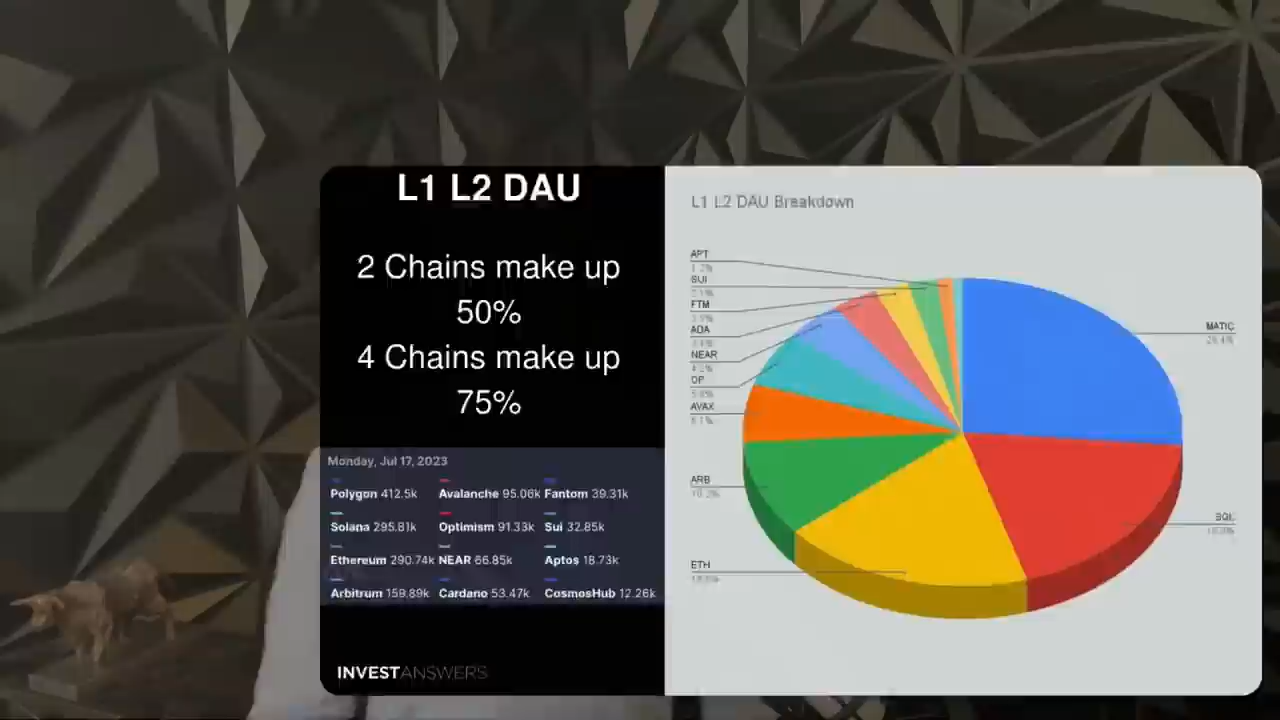 L1 L2 DAU
2 Chains make up
50%
4 Chains make up
75%
Monday, Jul 17, 2023
Polygon 412.5k Avalanche 95.06k Fantom 39.31k
Solana 295.81k Optimism 91.33k Sui 32.85k
Ethereum 290.74k NEAR 66.85k Aptos 18.73k
Arbitrum 159.89k Cardano 53.47k CosmosHub 12.26k
INVESTANSWERS
L1 L2 DAU Breakdown
APT
SUI
FTM
ADA
NEAR
OP
AVAX
ARB
ETH
MATIC
SOL